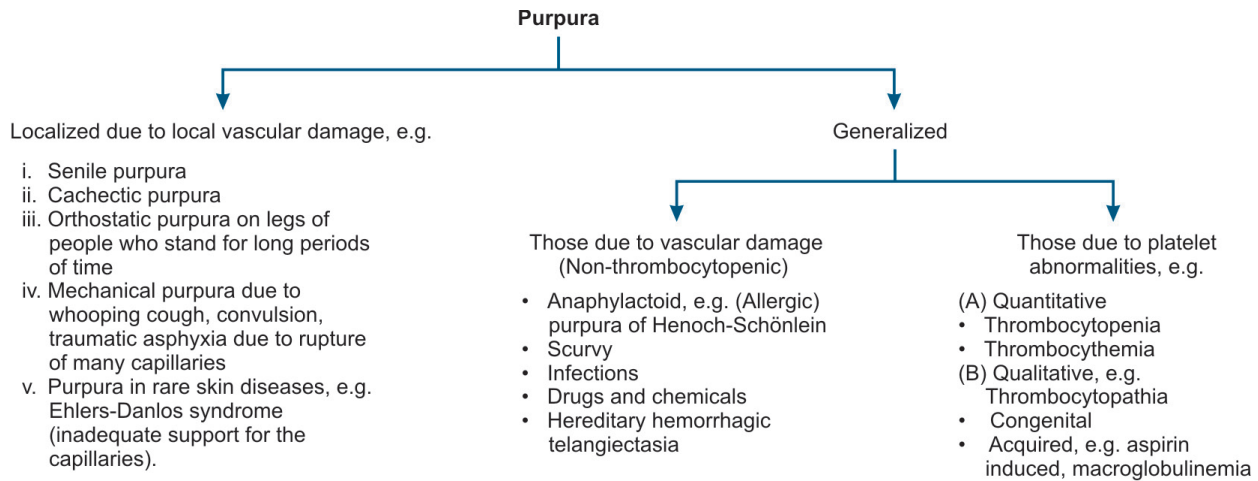 Purpura
Localized due to local vascular damage, e.g.
i. Senile purpura
ii. Cachectic purpura
iii. Orthostatic purpura on legs of
people who stand for long periods
of time
iv. Mechanical purpura due to
whooping cough, convulsion,
traumatic asphyxia due to rupture
of many capillaries
v. Purpura in rare skin diseases, e.g.
Ehlers-Danlos syndrome
(inadequate support for the
capillaries).
Generalized
Those due to vascular damage
(Non-thrombocytopenic)
• Anaphylactoid, e.g. (Allergic)
purpura of Henoch-Schönlein
• Scurvy
• Infections
• Drugs and chemicals
• Hereditary hemorrhagic
telangiectasia
Those due to platelet
abnormalities, e.g.
(A) Quantitative
• Thrombocytopenia
• Thrombocythemia
(B) Qualitative, e.g.
Thrombocytopathia
• Congenital
• Acquired, e.g. aspirin
induced, macroglobulinemia